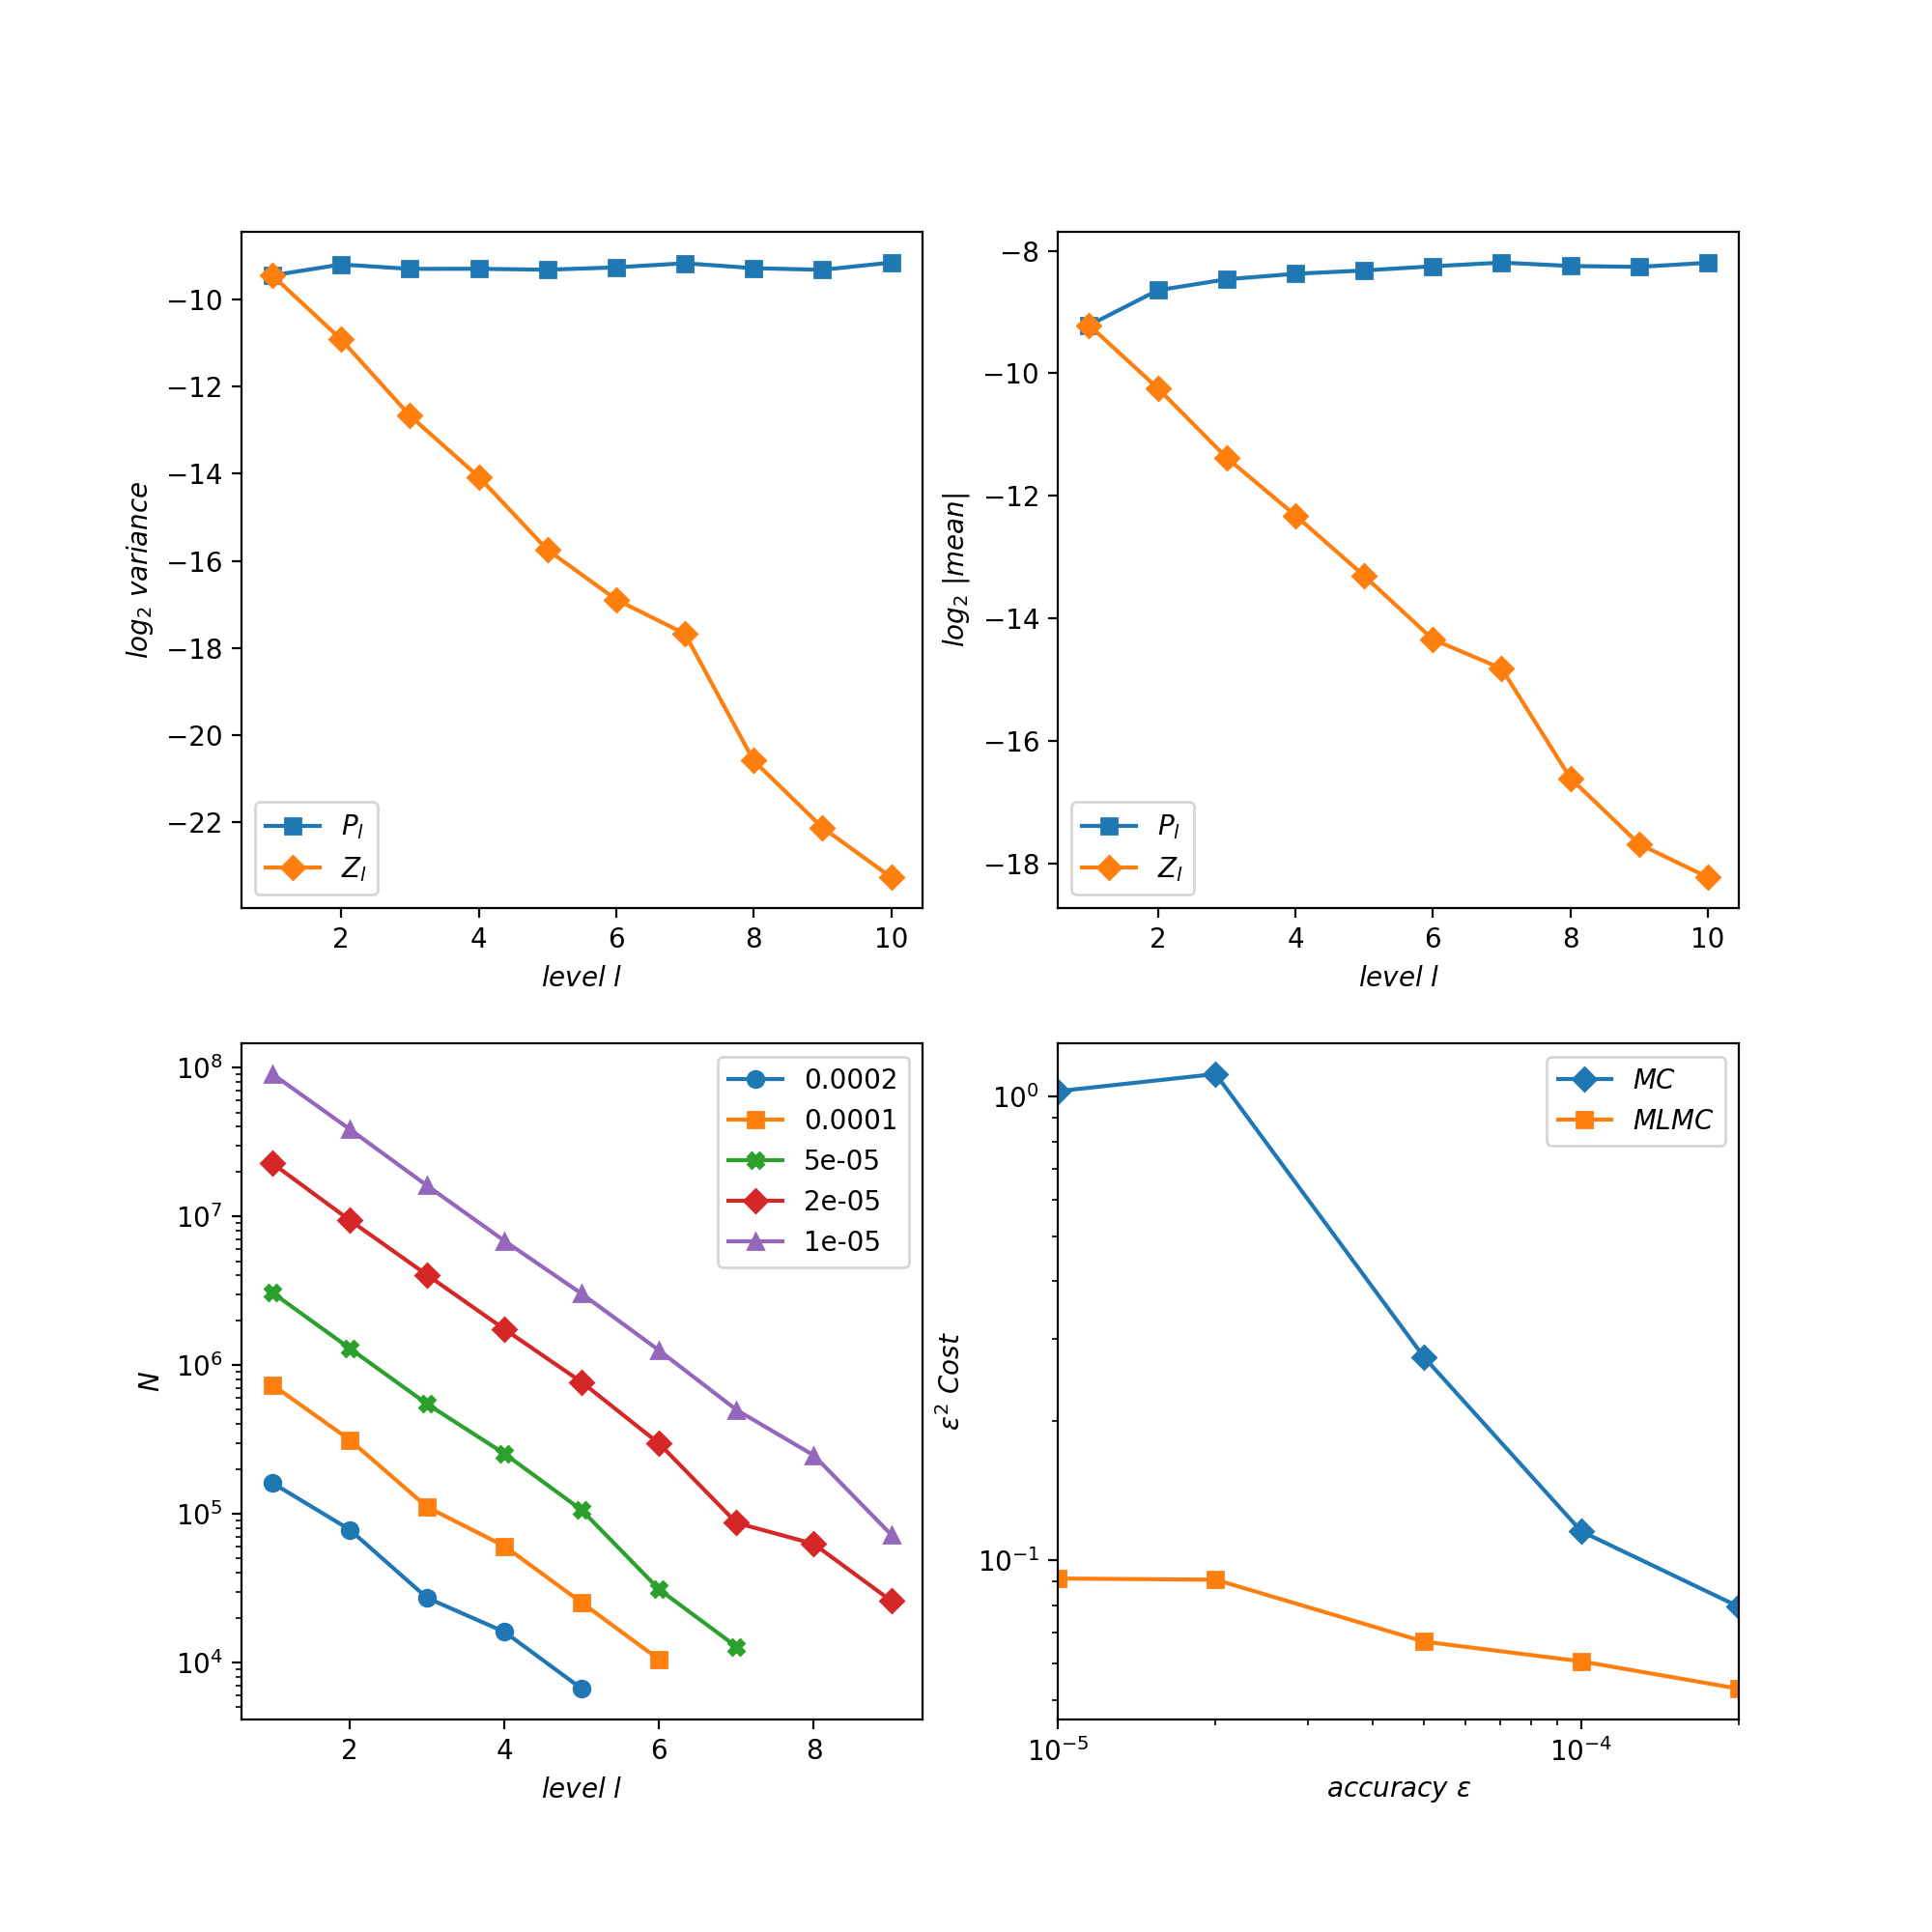 log₂ variance
−10
−12
−14
−16
−18
−20
−22
P_l
Z_l
2 4 6 8 10
level l
log₂ |mean|
−8
−10
−12
−14
−16
−18
P_l
Z_l
2 4 6 8 10
level l
N
10⁸
10⁷
10⁶
10⁵
10⁴
0.0002
0.0001
5e-05
2e-05
1e-05
2 4 6 8
level l
ε² Cost
10⁰
10⁻¹
MC
MLMC
10⁻⁵ 10⁻⁴
accuracy ε